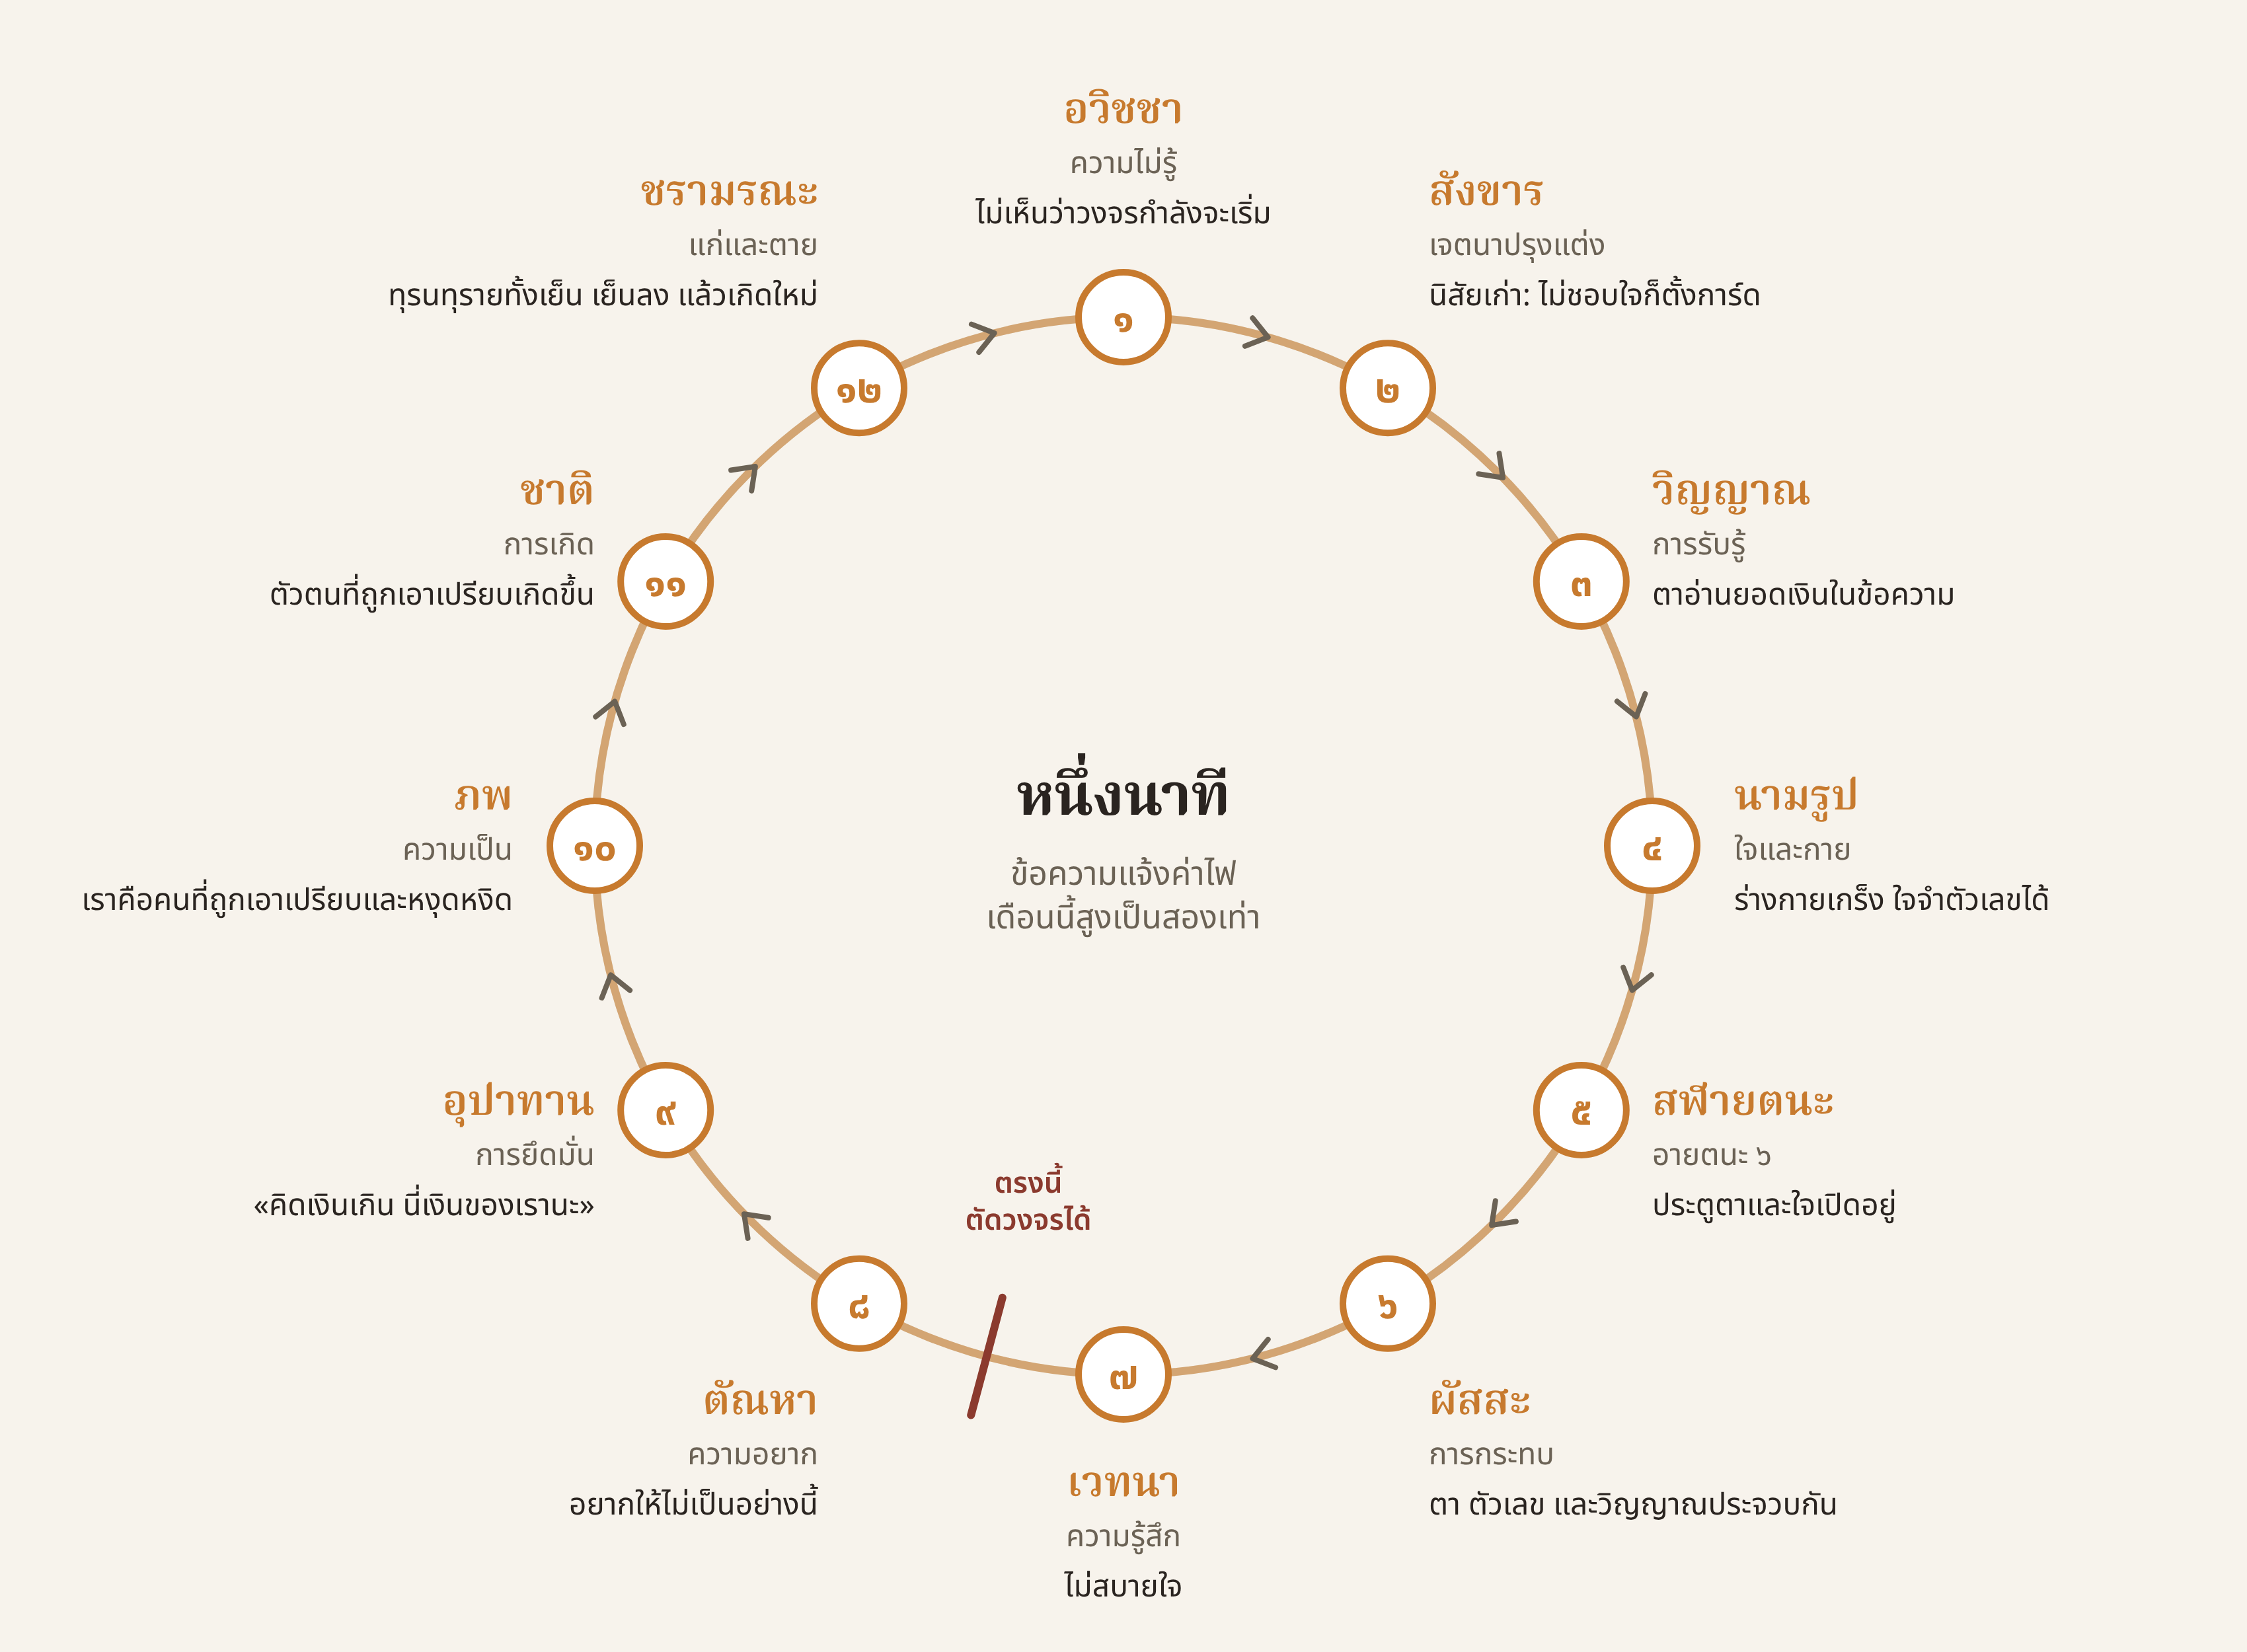 อวิชชา
ความไม่รู้
ไม่เห็นว่าวงจรกำลังจะเริ่ม
๑
สังขาร
เจตนาปรุงแต่ง
นิสัยเก่า: ไม่ชอบใจก็ตั้งการ์ด
๒
วิญญาณ
การรับรู้
ตาอ่านยอดเงินในข้อความ
๓
นามรูป
ใจและกาย
ร่างกายเกร็ง ใจจำตัวเลขได้
๔
สฬายตนะ
อายตนะ ๖
ประตูตาและใจเปิดอยู่
๕
ผัสสะ
การกระทบ
ตา ตัวเลข และวิญญาณประจวบกัน
๖
เวทนา
ความรู้สึก
ไม่สบายใจ
๗
ตรงนี้
ตัดวงจรได้
ตัณหา
ความอยาก
อยากให้ไม่เป็นอย่างนี้
๘
อุปาทาน
การยึดมั่น
«คิดเงินเกิน นี่เงินของเรานะ»
๙
ภพ
ความเป็น
เราคือคนที่ถูกเอาเปรียบและหงุดหงิด
๑๐
ชาติ
การเกิด
ตัวตนที่ถูกเอาเปรียบเกิดขึ้น
๑๑
ชรามรณะ
แก่และตาย
ทุรนทุรายทั้งเย็น เย็นลง แล้วเกิดใหม่
๑๒
หนึ่งนาที
ข้อความแจ้งค่าไฟ
เดือนนี้สูงเป็นสองเท่า